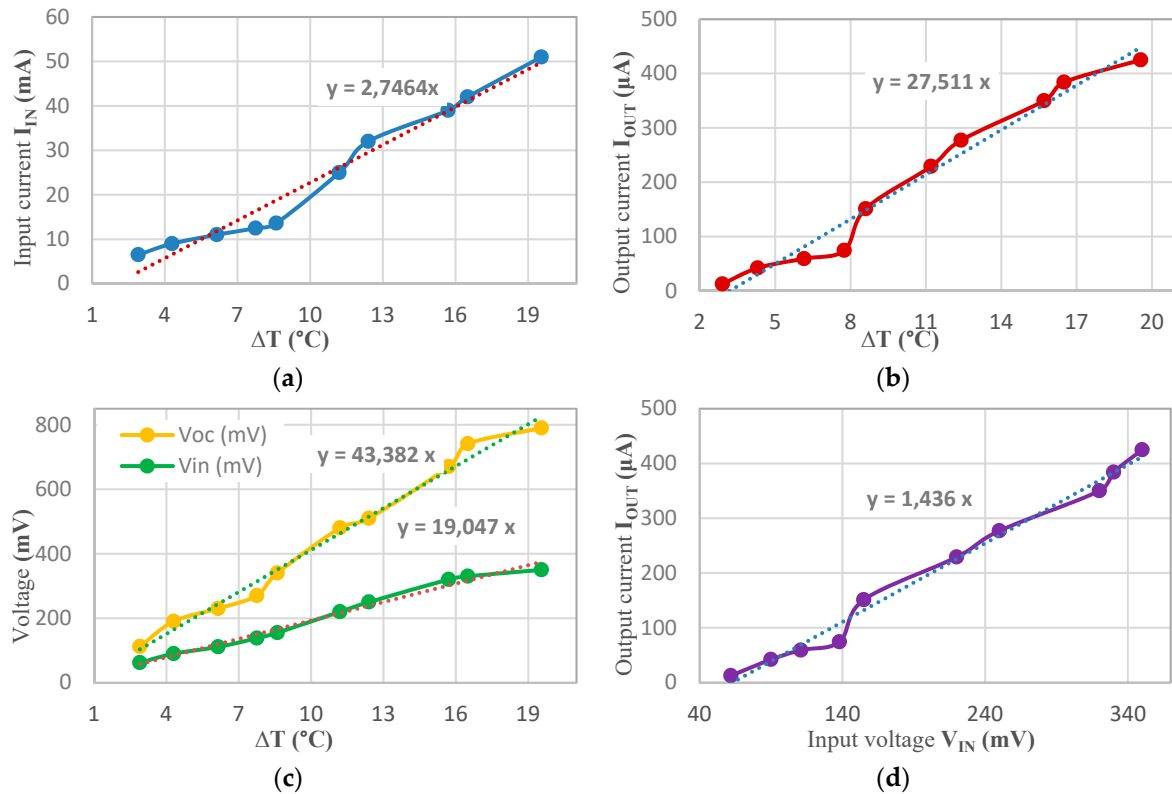 (a)
Input current I_IN (mA)
60
50
40
30
20
10
0
y = 2,7464x
1 4 7 10 13 16 19
ΔT (°C)
(a)
b)
Output current I_OUT (µA)
500
400
300
200
100
0
y = 27,511 x
2 5 8 11 14 17 20
ΔT (°C)
(b)
Voltage (mV)
800
600
400
200
0
Voc (mV)
Vin (mV)
y = 43,382 x
y = 19,047 x
1 4 7 10 13 16 19
ΔT (°C)
(c)
Output current I_OUT (µA)
500
400
300
200
100
0
y = 1,436 x
40 140 240 340
Input voltage V_IN (mV)
(d)